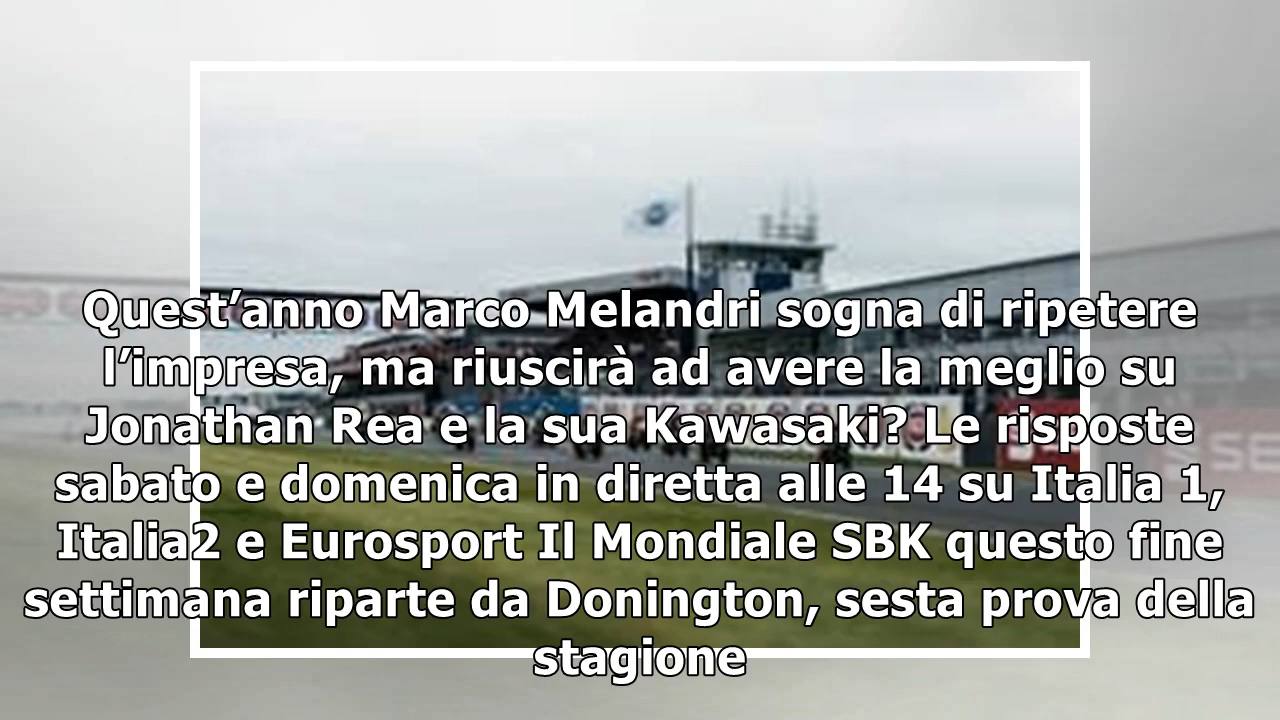 Quest’anno Marco Melandri sogna di ripetere
l’impresa, ma riuscirà ad avere la meglio su
Jonathan Rea e la sua Kawasaki? Le risposte
sabato e domenica in diretta alle 14 su Italia 1,
Italia2 e Eurosport Il Mondiale SBK questo fine
settimana riparte da Donington, sesta prova della
stagione